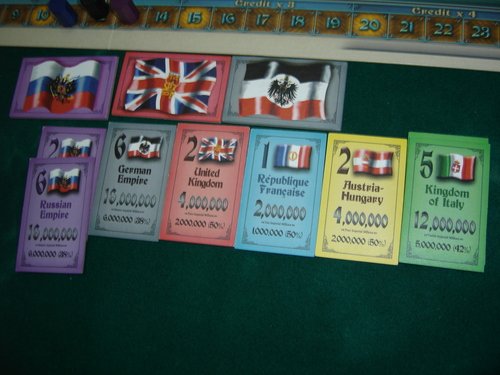 Credit x 3
Credit x 4
10
15
16
17
18
19
20
21
22
23
2
6
Russian
Empire
16,000,000
6,000,000 (38%)
6
German
Empire
16,000,000
6,000,000 (38%)
2
United
Kingdom
4,000,000
2,000,000 (50%)
1
République
Française
2,000,000
1,000,000 (50%)
2
Austria-
Hungary
4,000,000
2,000,000 (50%)
5
Kingdom
of Italy
12,000,000
5,000,000 (42%)